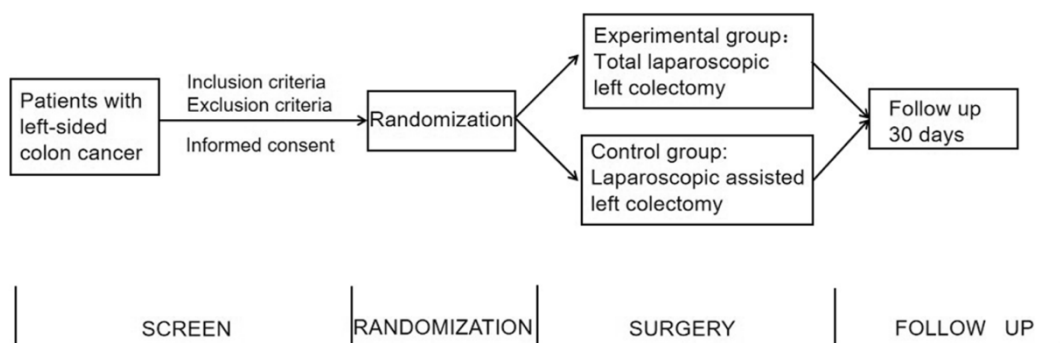 Patients with
left-sided
colon cancer
Inclusion criteria
Exclusion criteria
Informed consent
Randomization
Experimental group：
Total laparoscopic
left colectomy
Control group:
Laparoscopic assisted
left colectomy
Follow up
30 days
SCREEN
RANDOMIZATION
SURGERY
FOLLOW UP